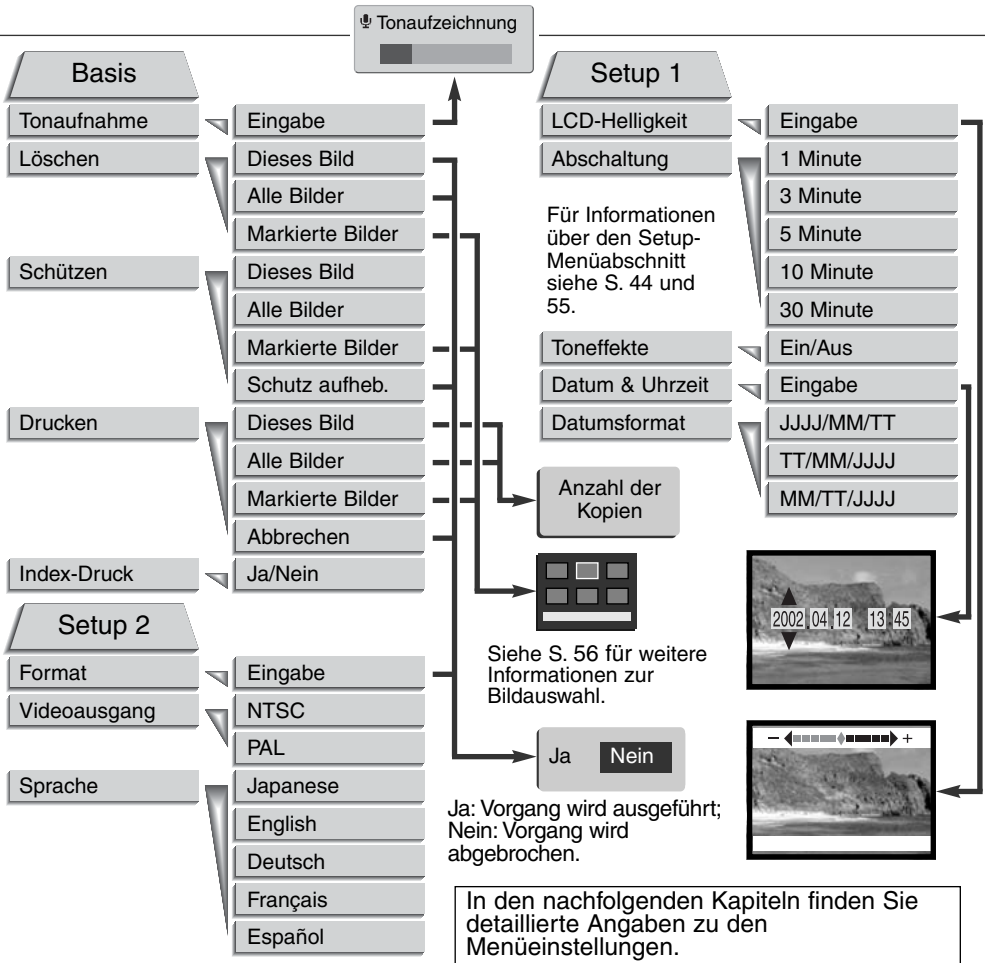 Tonaufzeichnung
Basis
Tonaufnahme
Eingabe
Löschen
Dieses Bild
Alle Bilder
Markierte Bilder
Schützen
Dieses Bild
Alle Bilder
Markierte Bilder
Schutz aufheb.
Drucken
Dieses Bild
Alle Bilder
Markierte Bilder
Abbrechen
Index-Druck
Ja/Nein
Setup 2
Format
Eingabe
Videoausgang
NTSC
PAL
Sprache
Japanese
English
Deutsch
Français
Español
Setup 1
LCD-Helligkeit
Eingabe
Abschaltung
1 Minute
3 Minute
5 Minute
10 Minute
30 Minute
Für Informationen
über den Setup-
Menüabschnitt
siehe S. 44 und
55.
Toneffekte
Ein/Aus
Datum & Uhrzeit
Eingabe
Datumsformat
JJJJ/MM/TT
TT/MM/JJJJ
MM/TT/JJJJ
Anzahl der
Kopien
2002 04 12 13:45
Siehe S. 56 für weitere
Informationen zur
Bildauswahl.
− +
Ja Nein
Ja: Vorgang wird ausgeführt;
Nein: Vorgang wird
abgebrochen.
In den nachfolgenden Kapiteln finden Sie
detaillierte Angaben zu den
Menüeinstellungen.